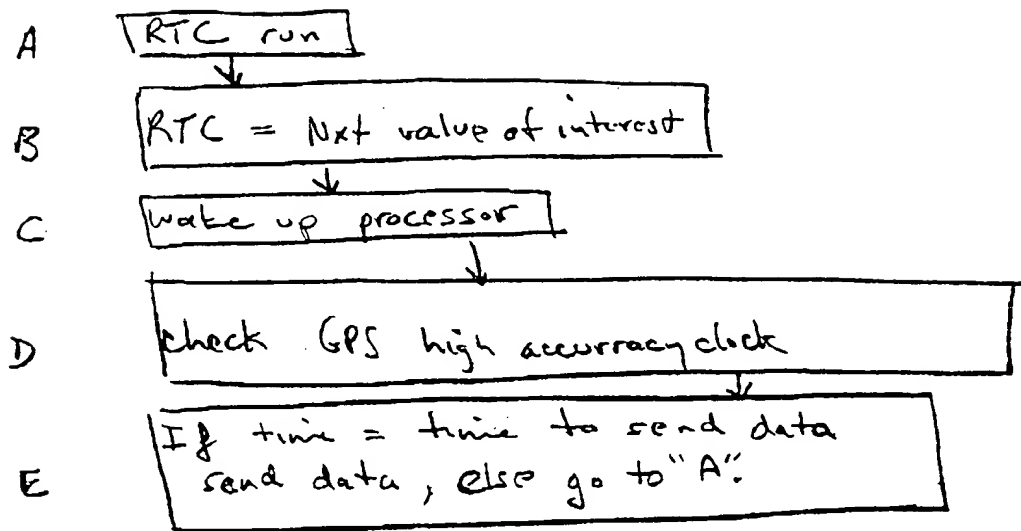 A RTC run
B RTC = Nxt value of interest
C wake up processor
D check GPS high accurracy clock
E If time = time to send data
send data, else go to "A".